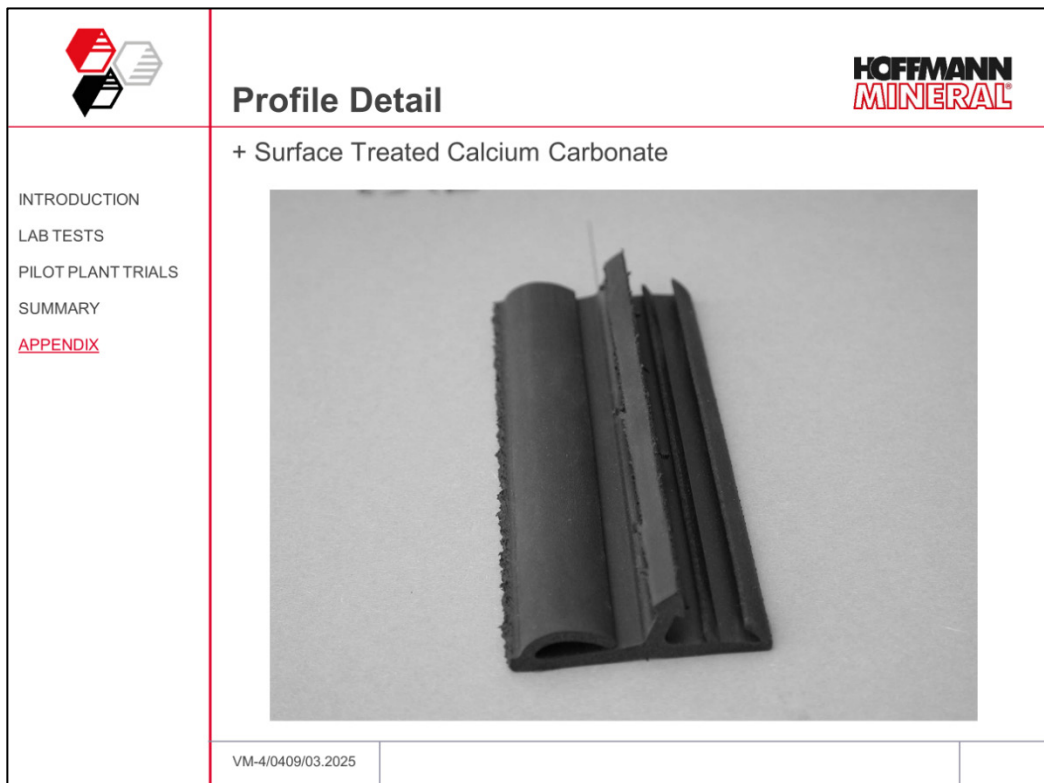 Profile Detail
HOFFMANN
MINERAL®
+ Surface Treated Calcium Carbonate
INTRODUCTION
LAB TESTS
PILOT PLANT TRIALS
SUMMARY
APPENDIX
VM-4/0409/03.2025